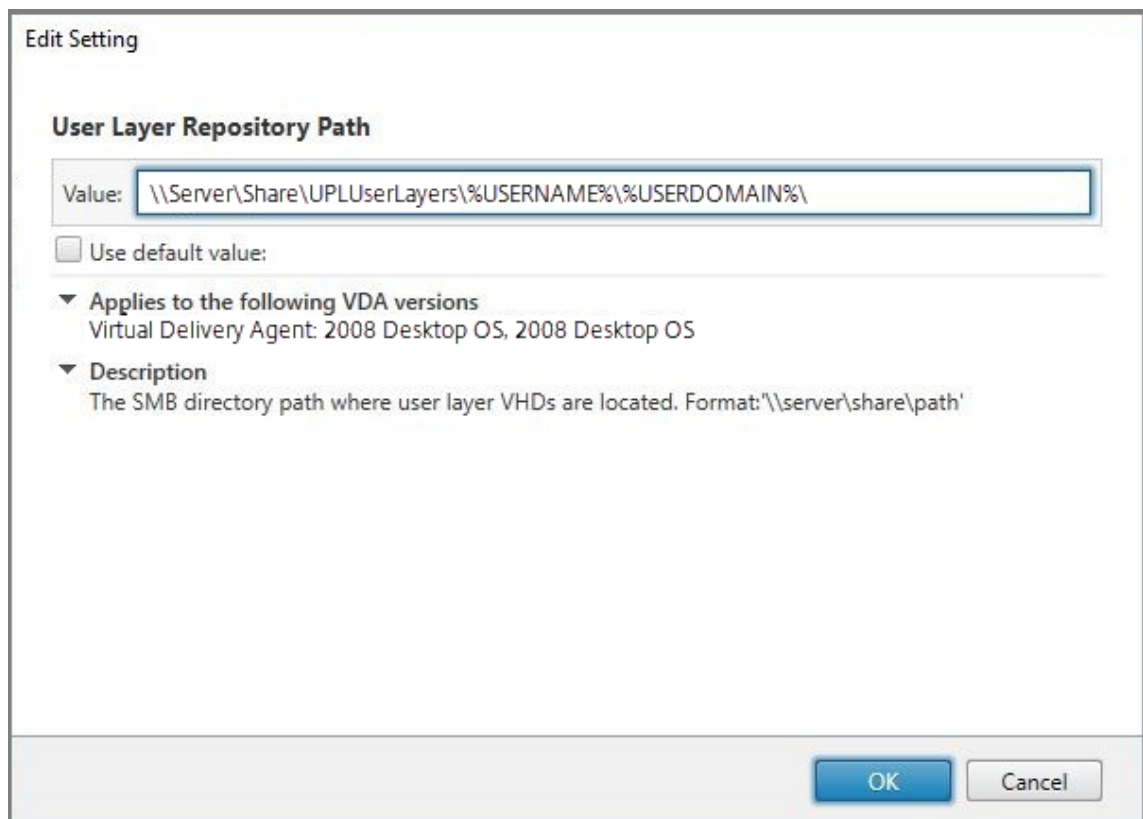 Edit Setting
User Layer Repository Path
Value: \\Server\Share\UPLUserLayers\%USERNAME%\%USERDOMAIN%\
Use default value:
Applies to the following VDA versions
Virtual Delivery Agent: 2008 Desktop OS, 2008 Desktop OS
Description
The SMB directory path where user layer VHDs are located. Format:'\\server\share\path'
OK Cancel